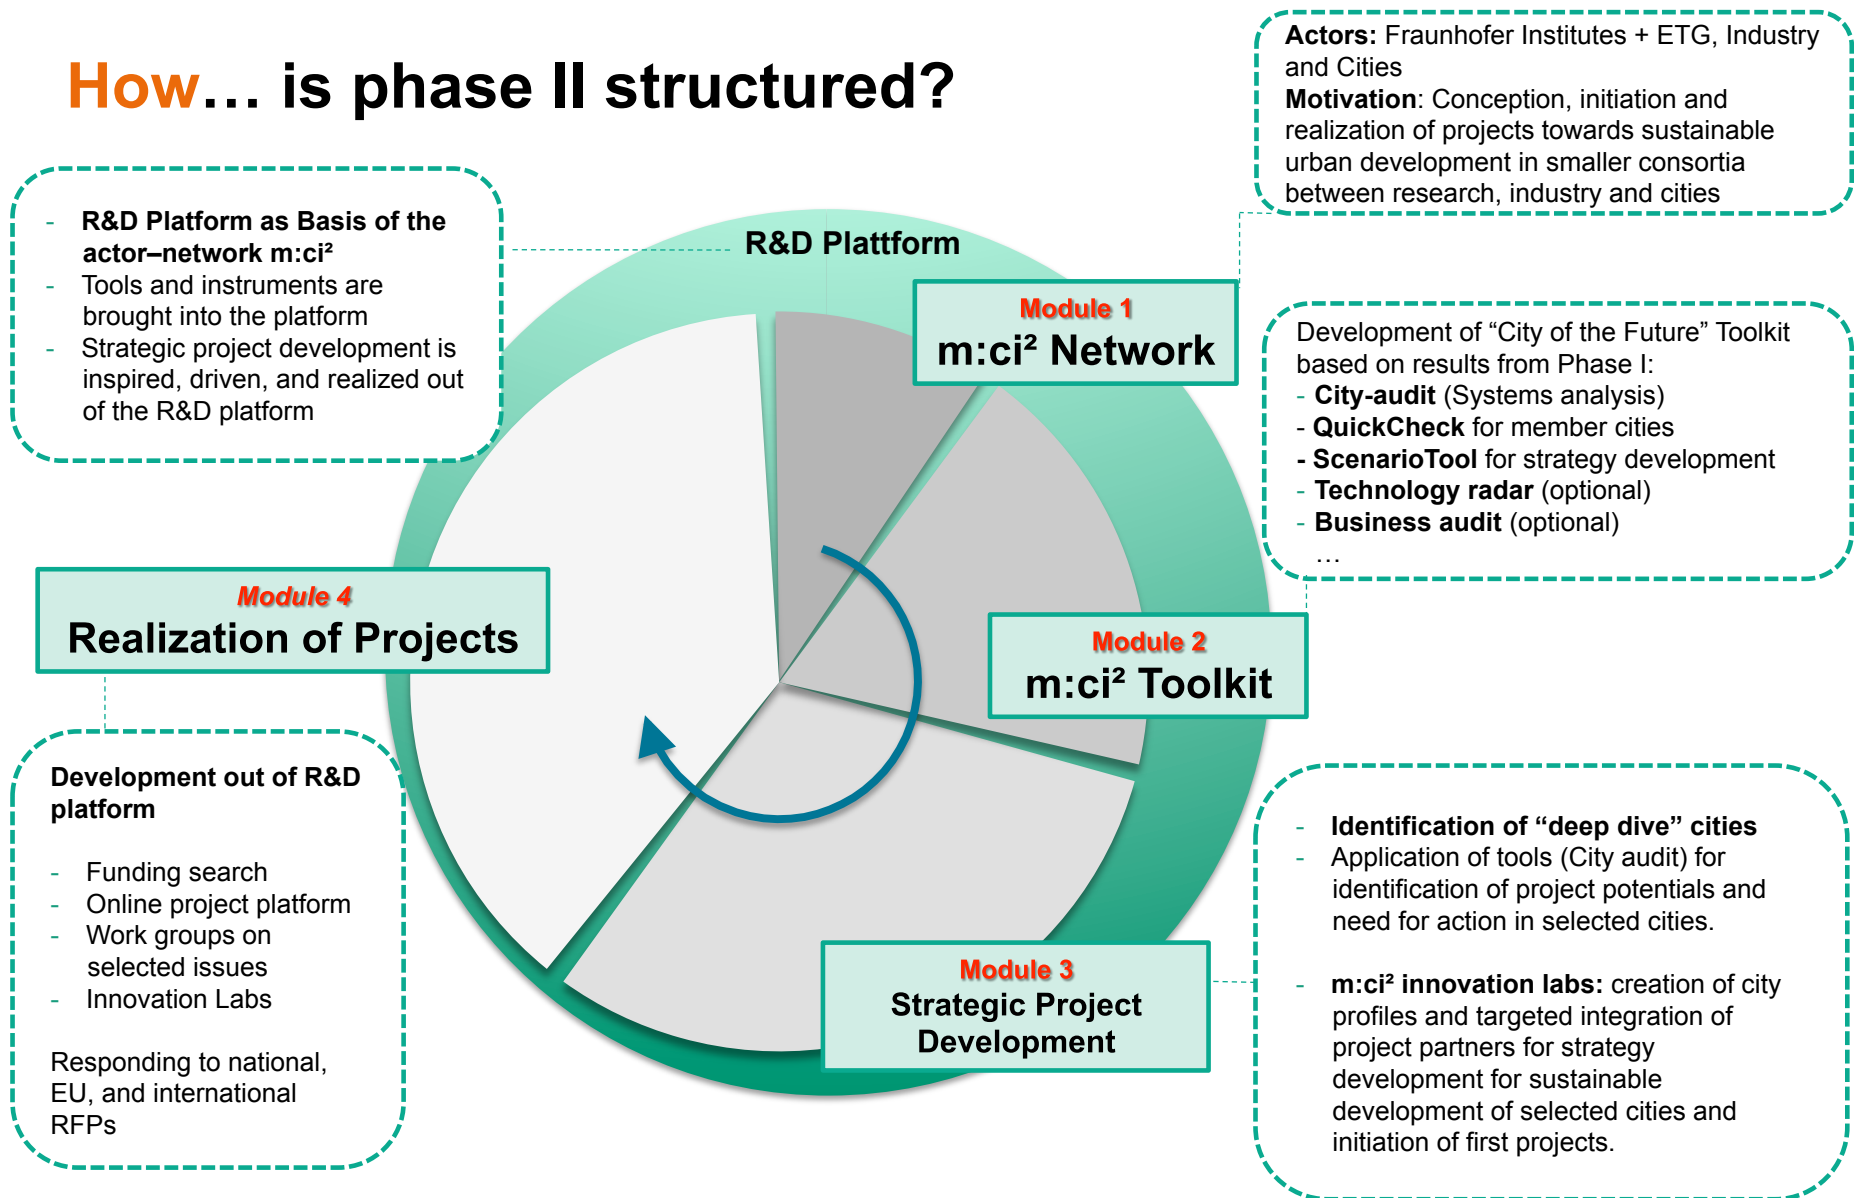 How… is phase II structured?
Actors: Fraunhofer Institutes + ETG, Industry
and Cities
Motivation: Conception, initiation and
realization of projects towards sustainable
urban development in smaller consortia
between research, industry and cities
- R&D Platform as Basis of the
actor–network m:ci²
- Tools and instruments are
brought into the platform
- Strategic project development is
inspired, driven, and realized out
of the R&D platform
R&D Plattform
Module 1
m:ci² Network
Development of “City of the Future” Toolkit
based on results from Phase I:
- City-audit (Systems analysis)
- QuickCheck for member cities
- ScenarioTool for strategy development
- Technology radar (optional)
- Business audit (optional)
…
Module 4
Realization of Projects
Module 2
m:ci² Toolkit
Development out of R&D
platform
- Funding search
- Online project platform
- Work groups on
selected issues
- Innovation Labs
Responding to national,
EU, and international
RFPs
Module 3
Strategic Project
Development
- Identification of “deep dive” cities
- Application of tools (City audit) for
identification of project potentials and
need for action in selected cities.
- m:ci² innovation labs: creation of city
profiles and targeted integration of
project partners for strategy
development for sustainable
development of selected cities and
initiation of first projects.